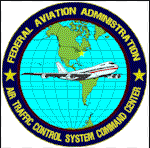 FEDERAL AVIATION ADMINISTRATION
AIR TRAFFIC CONTROL SYSTEM COMMAND CENTER